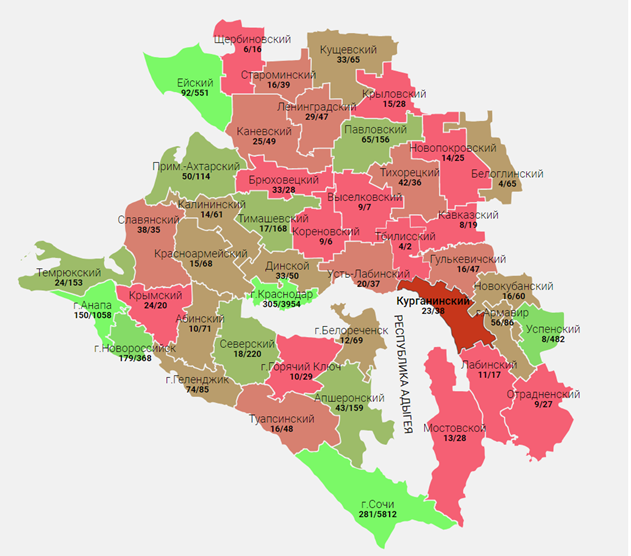 Щербиновский
6/16
Кущевский
33/65
Ейский
92/551
Староминский
16/39
Крыловский
15/28
Ленинградский
29/47
Каневский
25/49
Павловский
65/156
Новопокровский
14/25
Белоглинский
4/65
Прим.-Ахтарский
50/114
Брюховецкий
33/28
Тихорецкий
42/36
Выселковский
9/7
Калининский
14/61
Тимашевский
17/168
Славянский
38/35
Кореновский
9/6
Кавказский
8/19
Тбилисский
4/2
Красноармейский
15/68
Динской
33/50
Усть-Лабинский
20/37
Гулькевичский
16/47
Темрюкский
24/153
г.Анапа
150/1058
Крымский
24/20
г.Краснодар
305/3954
Курганинский
23/38
Новокубанский
16/60
г.Армавир
56/86
Успенский
8/482
Абинский
10/71
г.Новороссийск
179/368
Северский
18/220
г.Белореченск
12/69
РЕСПУБЛИКА АДЫГЕЯ
г.Горячий Ключ
10/29
Лабинский
11/17
г.Геленджик
74/85
Апшеронский
43/159
Отрадненский
9/27
Туапсинский
16/48
Мостовской
13/28
г.Сочи
281/5812